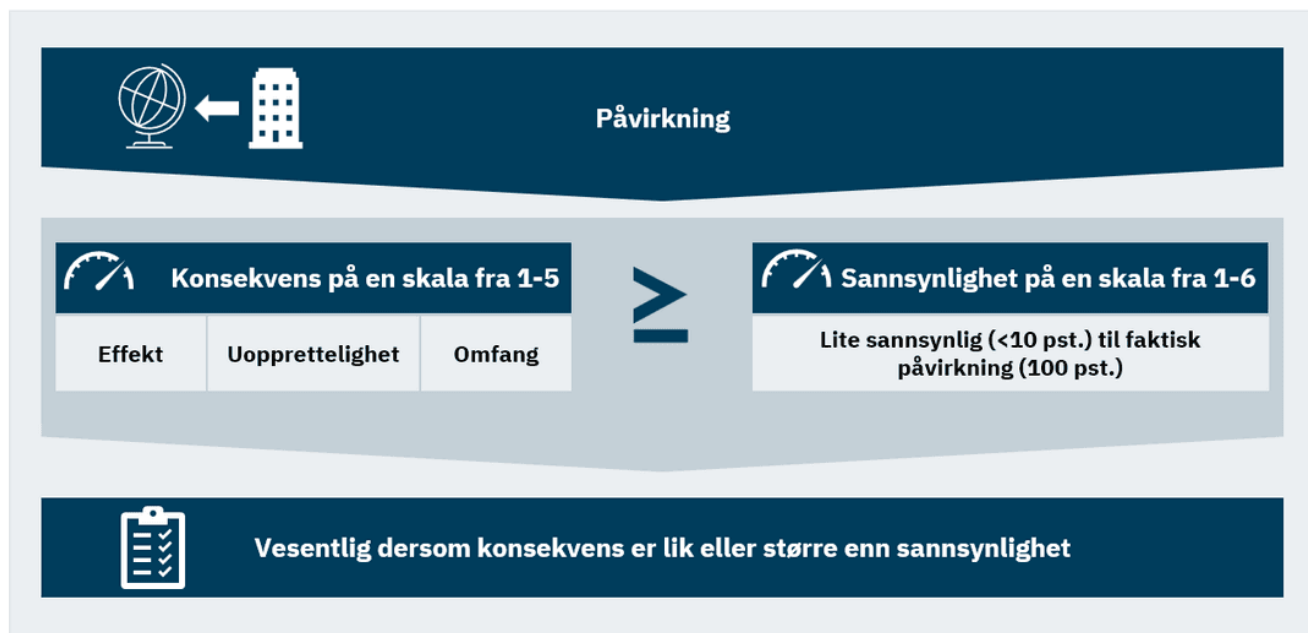 Påvirkning
Konsekvens på en skala fra 1-5
≥
Sannsynlighet på en skala fra 1-6
Effekt
Uopprettelighet
Omfang
Lite sannsynlig (<10 pst.) til faktisk
påvirkning (100 pst.)
Vesentlig dersom konsekvens er lik eller større enn sannsynlighet